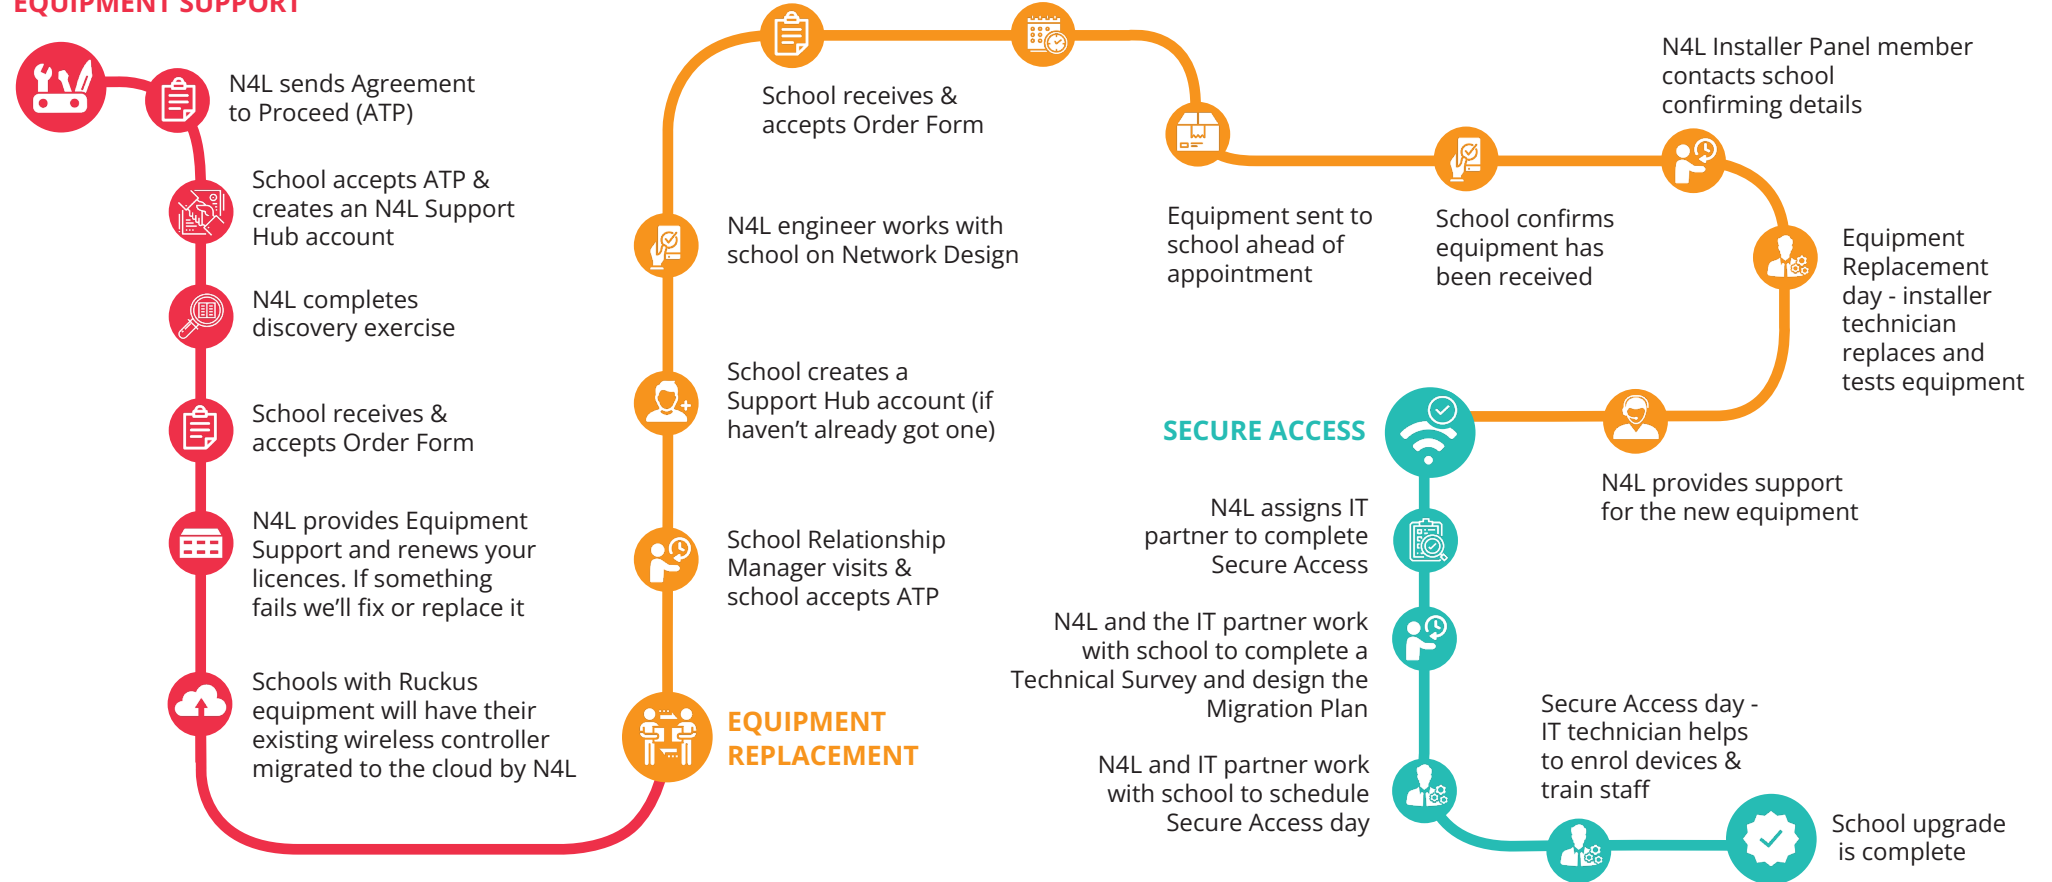 EQUIPMENT SUPPORT
N4L sends Agreement
to Proceed (ATP)
School accepts ATP &
creates an N4L Support
Hub account
N4L completes
discovery exercise
School receives &
accepts Order Form
N4L provides Equipment
Support and renews your
licences. If something
fails we’ll fix or replace it
Schools with Ruckus
equipment will have their
existing wireless controller
migrated to the cloud by N4L
EQUIPMENT
REPLACEMENT
School Relationship
Manager visits &
school accepts ATP
School creates a
Support Hub account (if
haven’t already got one)
N4L engineer works with
school on Network Design
School receives &
accepts Order Form
Equipment sent to
school ahead of
appointment
School confirms
equipment has
been received
N4L Installer Panel member
contacts school
confirming details
Equipment
Replacement
day - installer
technician
replaces and
tests equipment
N4L provides support
for the new equipment
SECURE ACCESS
N4L assigns IT
partner to complete
Secure Access
N4L and the IT partner work
with school to complete a
Technical Survey and design the
Migration Plan
N4L and IT partner work
with school to schedule
Secure Access day
Secure Access day -
IT technician helps
to enrol devices &
train staff
School upgrade
is complete